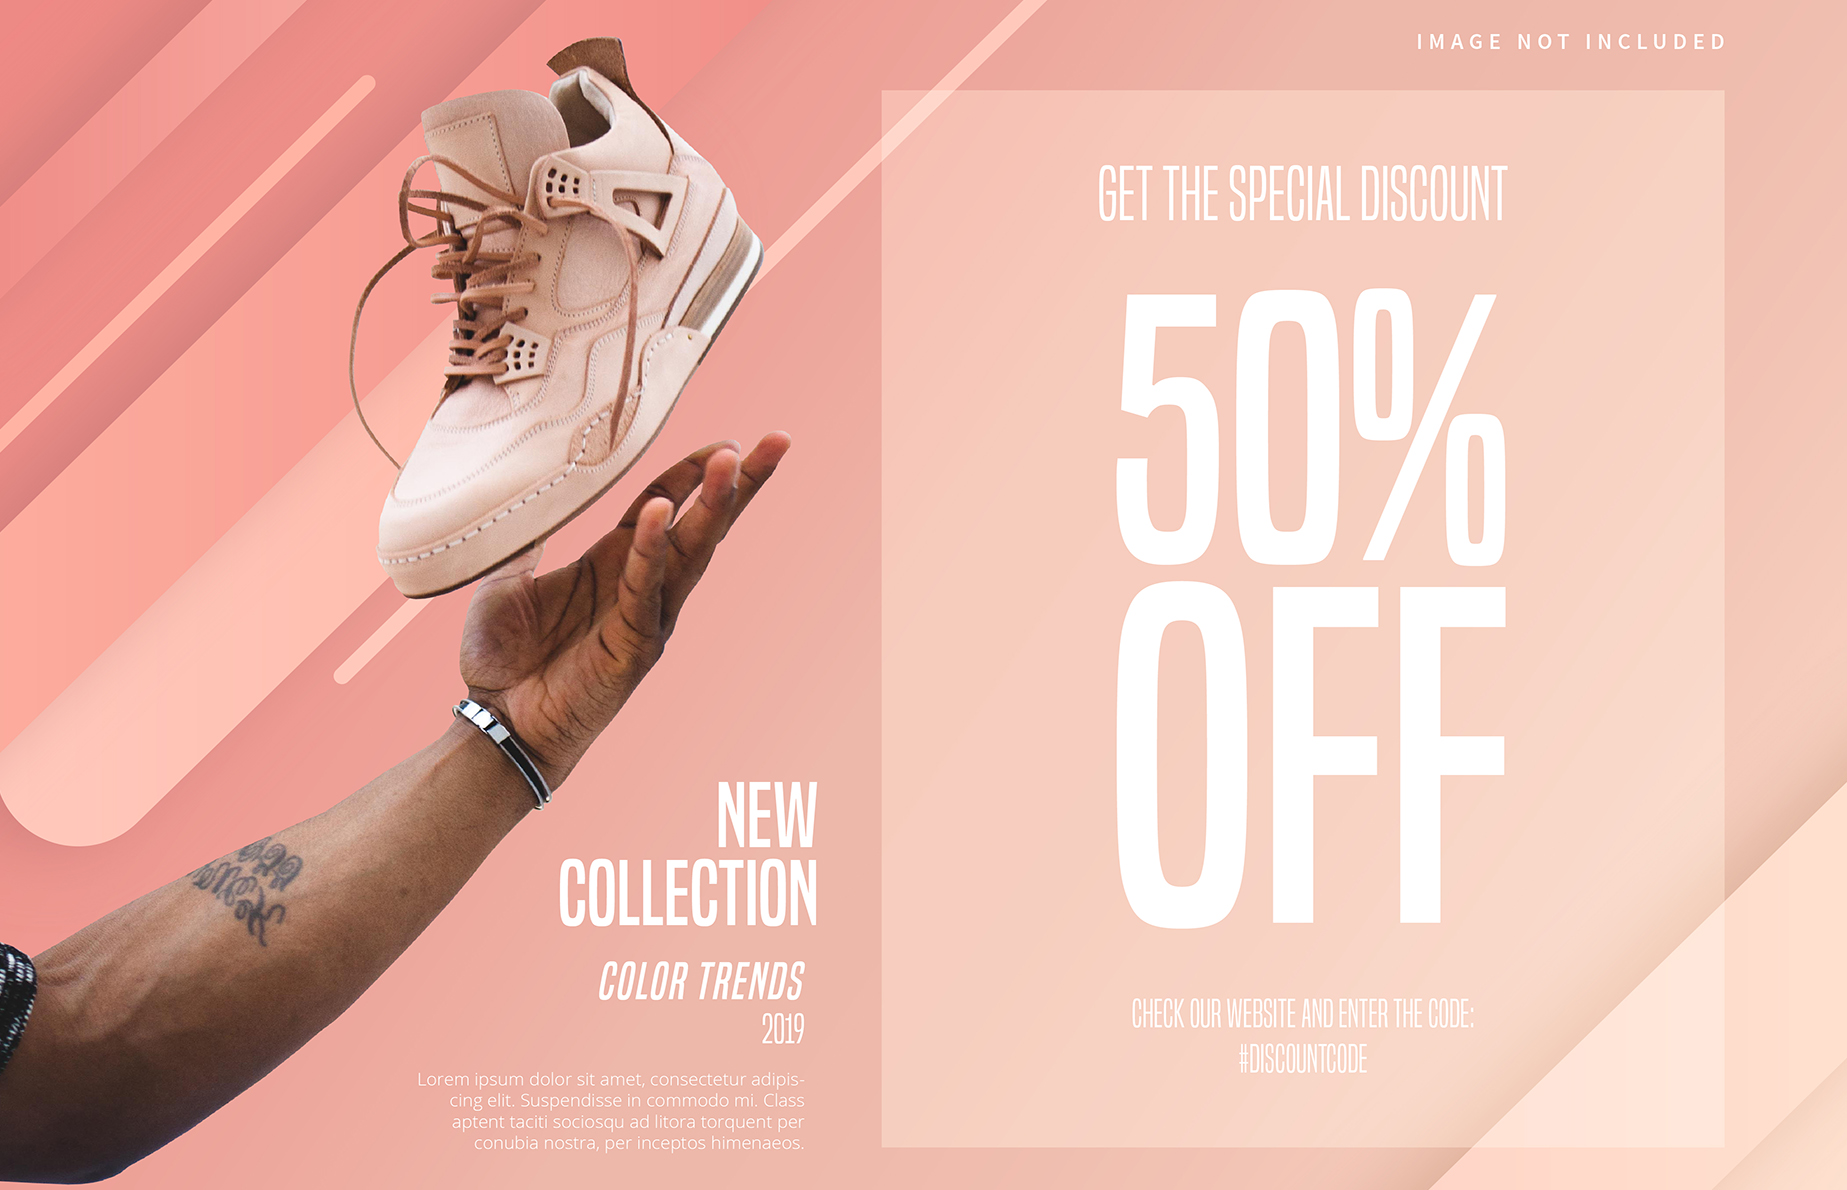 IMAGE NOT INCLUDED
GET THE SPECIAL DISCOUNT
50%
OFF
NEW
COLLECTION
COLOR TRENDS
2019
Lorem ipsum dolor sit amet, consectetur adipis-
cing elit. Suspendisse in commodo mi. Class
aptent taciti sociosqu ad litora torquent per
conubia nostra, per inceptos himenaeos.
CHECK OUR WEBSITE AND ENTER THE CODE:
#DISCOUNTCODE